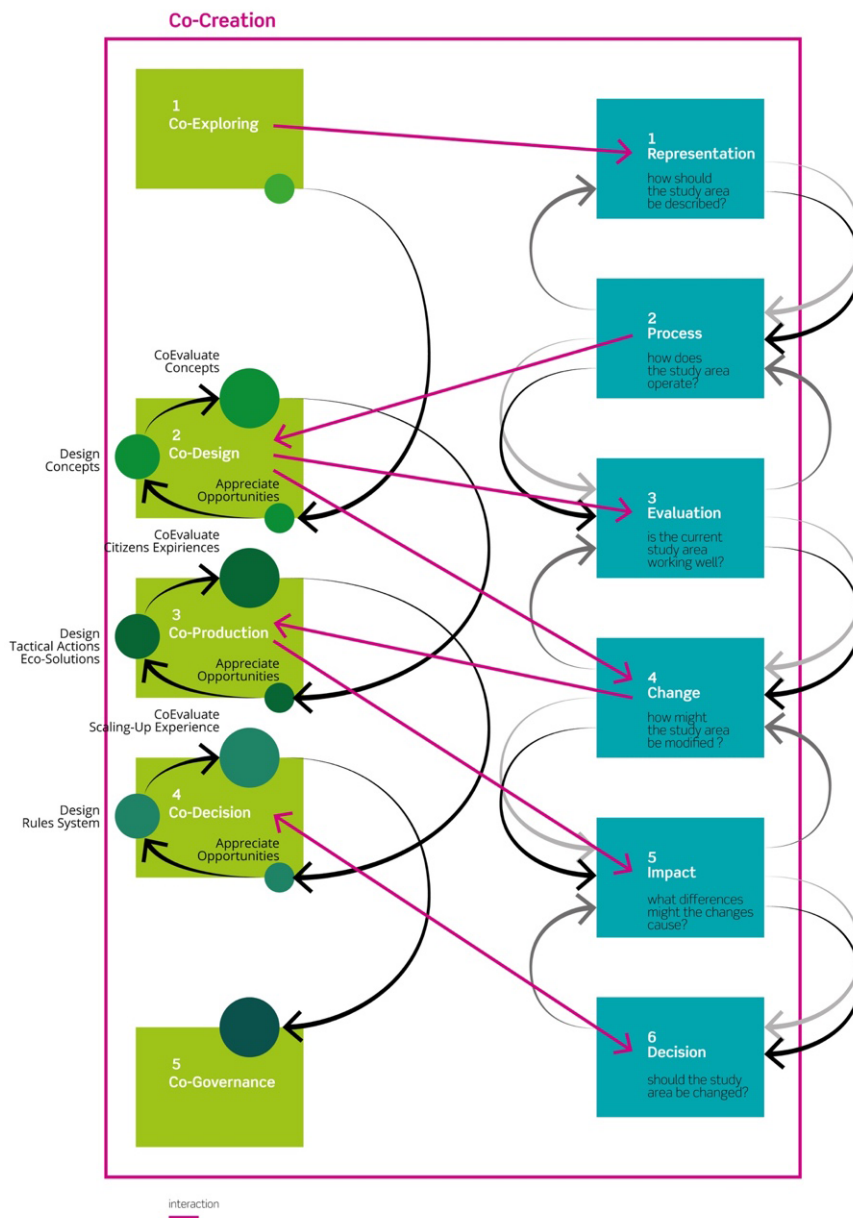 Co-Creation
1
Co-Exploring
CoEvaluate
Concepts
2
Co-Design
Design
Concepts
Appreciate
Opportunities
CoEvaluate
Citizens Expiriences
3
Co-Production
Design
Tactical Actions
Eco-Solutions
Appreciate
Opportunities
CoEvaluate
Scaling-Up Experience
4
Co-Decision
Design
Rules System
Appreciate
Opportunities
5
Co-Governance
1
Representation
how should
the study area
be described?
2
Process
how does
the study area
operate?
3
Evaluation
is the current
study area
working well?
4
Change
how might
the study area
be modified ?
5
Impact
what differences
might the changes
cause?
6
Decision
should the study
area be changed?
interaction